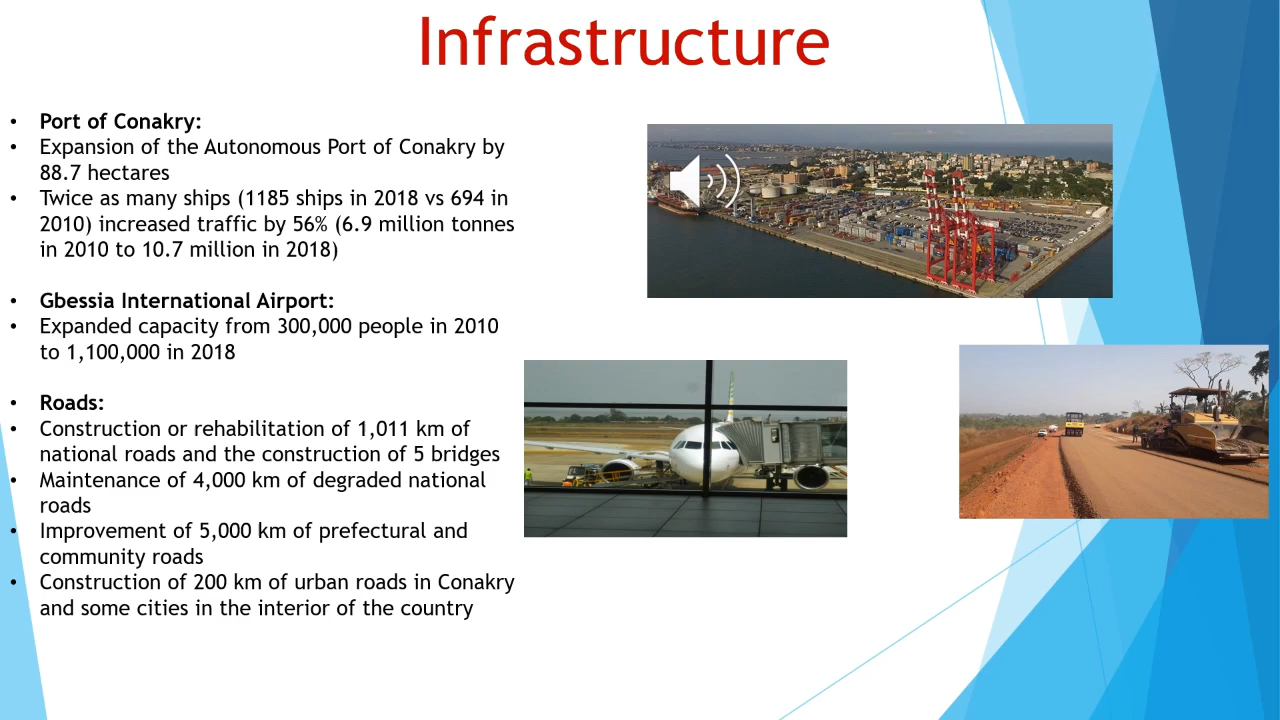 Infrastructure
• Port of Conakry:
• Expansion of the Autonomous Port of Conakry by
88.7 hectares
• Twice as many ships (1185 ships in 2018 vs 694 in
2010) increased traffic by 56% (6.9 million tonnes
in 2010 to 10.7 million in 2018)
• Gbessia International Airport:
• Expanded capacity from 300,000 people in 2010
to 1,100,000 in 2018
• Roads:
• Construction or rehabilitation of 1,011 km of
national roads and the construction of 5 bridges
• Maintenance of 4,000 km of degraded national
roads
• Improvement of 5,000 km of prefectural and
community roads
• Construction of 200 km of urban roads in Conakry
and some cities in the interior of the country